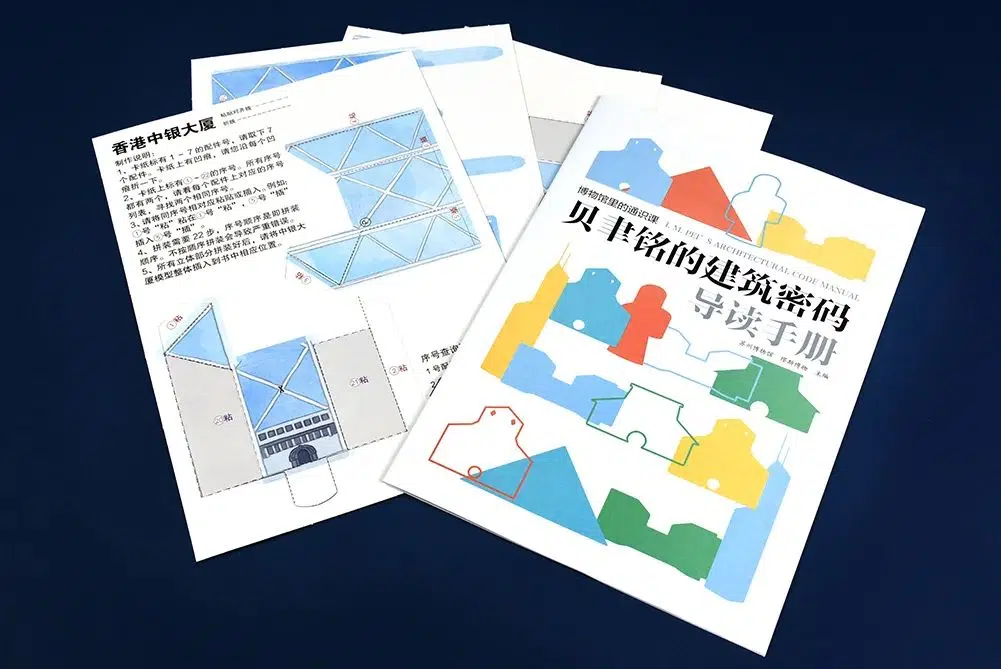 香港中银大厦
粘贴对齐线
折线
制作说明:
1、卡纸标有1~7的配件号，请取下7
个配件。卡纸上有凹痕，请您沿每个凹
痕折一下。
2、卡纸上标有①-㉒的序号。所有序号
都有两个，请看每个配件上对应的序号
列表，寻找两个相同序号。
3、请将同序号相对应粘贴或插入。例如:
①号“粘”粘在①号“粘”，⑤号“插”
插入⑤号“插”。
4、拼装需要22步，序号顺序是即拼装
顺序。不按顺序拼装会导致严重错误。
5、所有立体部分拼装好后，请将中银大
厦模型整体插入到书中相应位置。
①粘
㉑粘
序号查询
1号配
2
博物馆里的通识课
I. M. PEI'S ARCHITECTURAL CODE MANUAL
贝聿铭的建筑密码
导读手册
苏州博物馆 主编